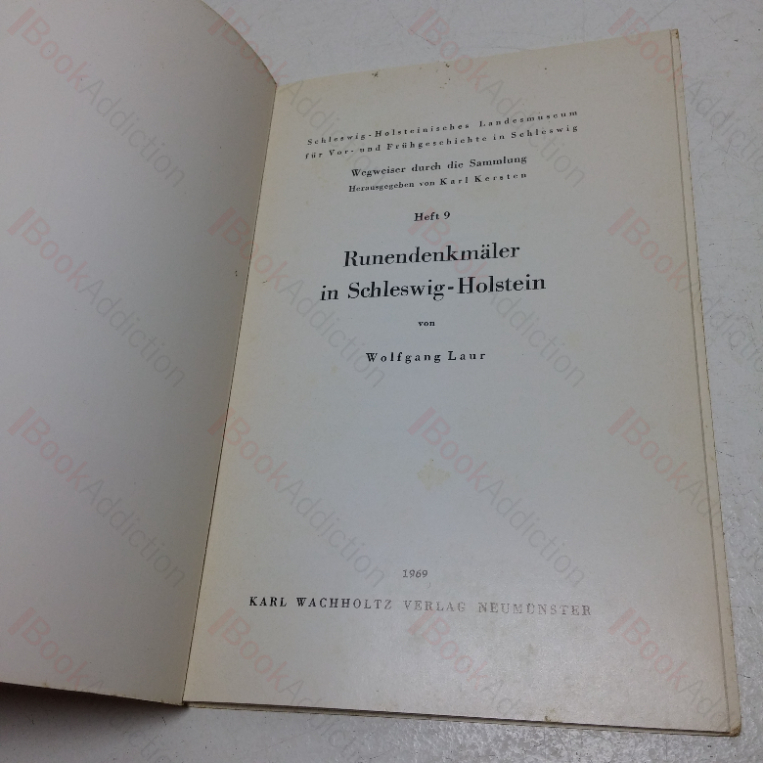 Schleswig-Holsteinisches Landesmuseum
für Vor- und Frühgeschichte in Schleswig
Wegweiser durch die Sammlung
Herausgegeben von Karl Kersten
Heft 9
Runendenkmäler
in Schleswig-Holstein
von
Wolfgang Laur
1969
KARL WACHHOLTZ VERLAG NEUMÜNSTER
BookAddiction